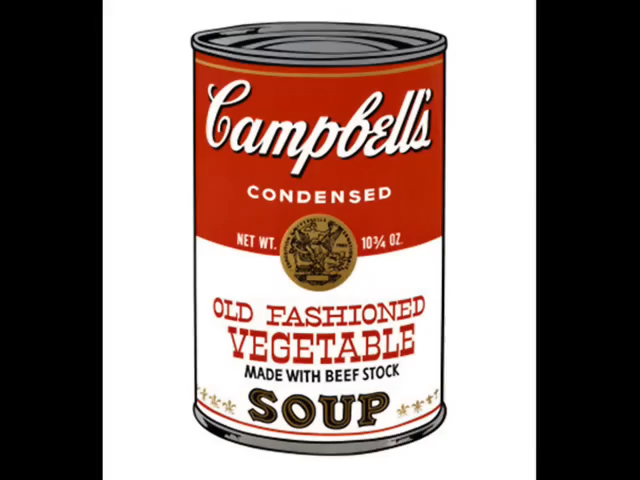 Campbell's
CONDENSED
NET WT. 10¾ OZ.
OLD FASHIONED
VEGETABLE
MADE WITH BEEF STOCK
SOUP